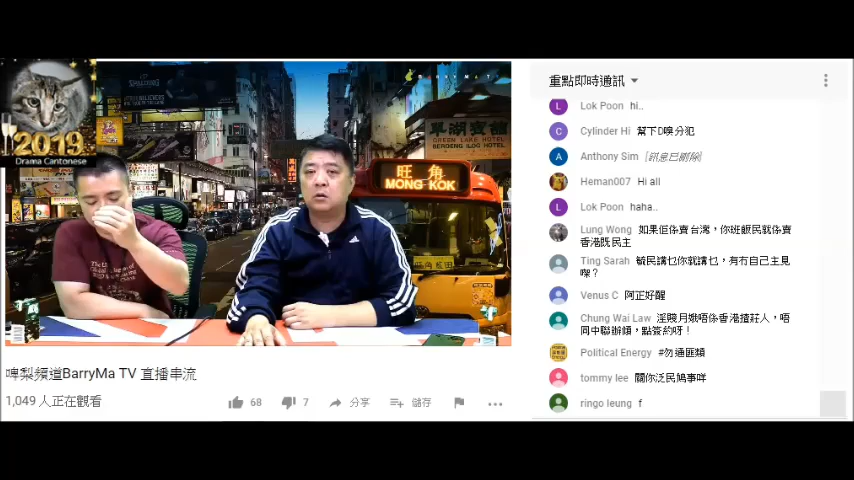 2019
Drama Cantonese
SPALDING
BARRYMA TV
翠湖賓館
GREEN LAKE HOTEL
旺角
MONG KOK
旺角
啤梨頻道BarryMa TV 直播串流
1,049 人正在觀看
68
7
分享
儲存
重點即時通訊
Lok Poon hi..
Cylinder Hi 幫下D嗅分犯
Anthony Sim [訊息已刪除]
Heman007 Hi all
Lok Poon haha..
Lung Wong 如果佢係賣台灣，你班飯民就係賣
香港既民主
Ting Sarah 毓民講乜你就講乜，有冇自己主見
㗎？
Venus C 阿正好醒
Chung Wai Law 淫賤月娥唔係香港揸莊人，唔
同中聯辦傾，點簽約呀！
Political Energy #勿通匪類
tommy lee 關你泛民鳩事咩
ringo leung f